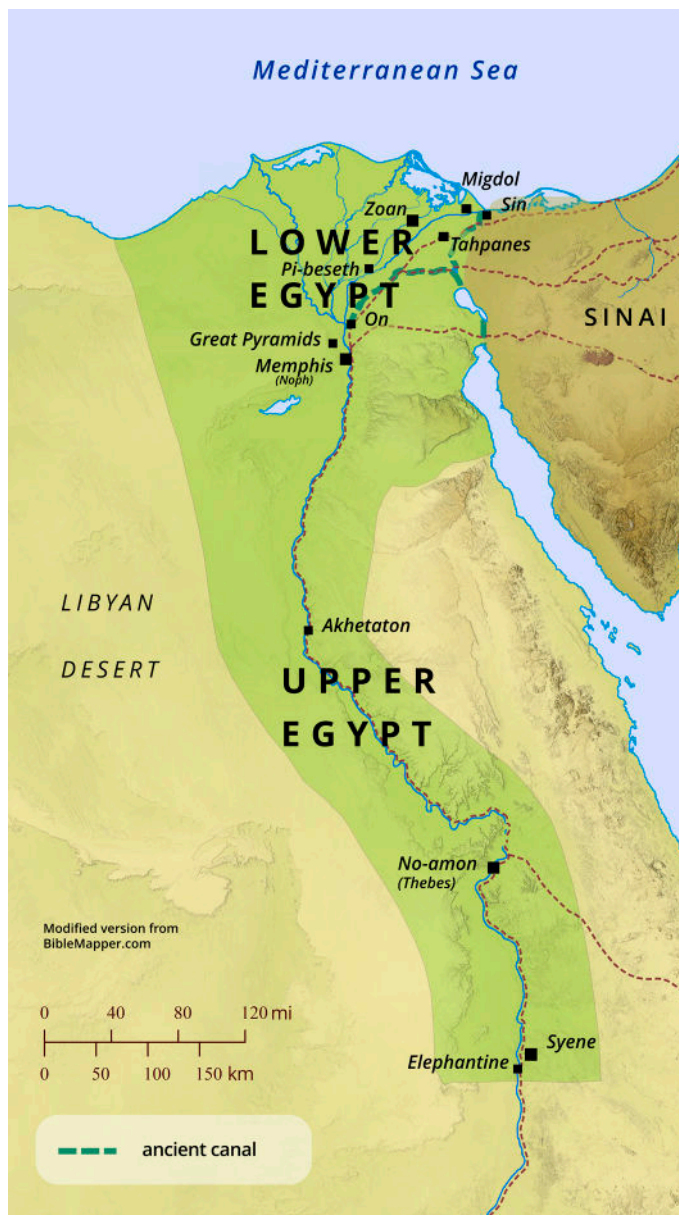 Mediterranean Sea
Migdol
Zoan
Sin
LOWER
Tahpanes
Pi-beseth
EGYPT
On
SINAI
Great Pyramids
Memphis
(Noph)
LIBYAN
DESERT
Akhetaton
UPPER
EGYPT
No-amon
(Thebes)
Modified version from
BibleMapper.com
0 40 80 120 mi
0 50 100 150 km
Syene
Elephantine
ancient canal